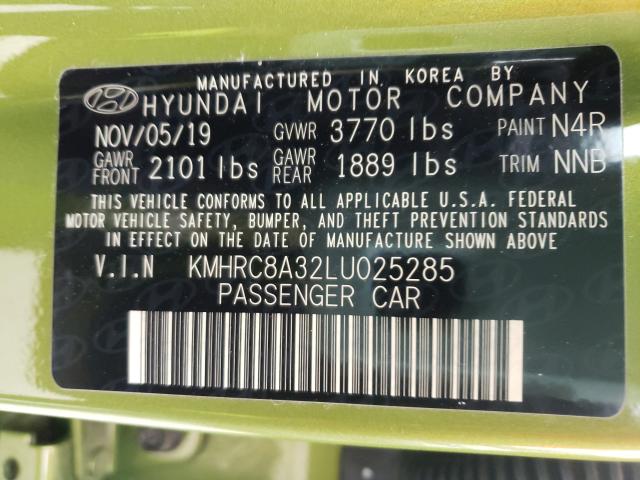 MANUFACTURED IN KOREA BY
HYUNDAI MOTOR COMPANY
NOV/05/19 GVWR 3770 lbs PAINT N4R
GAWR FRONT 2101 lbs GAWR REAR 1889 lbs TRIM NNB
THIS VEHICLE CONFORMS TO ALL APPLICABLE U.S.A. FEDERAL
MOTOR VEHICLE SAFETY, BUMPER, AND THEFT PREVENTION STANDARDS
IN EFFECT ON THE DATE OF MANUFACTURE SHOWN ABOVE
V.I.N KMHRC8A32LU025285
PASSENGER CAR